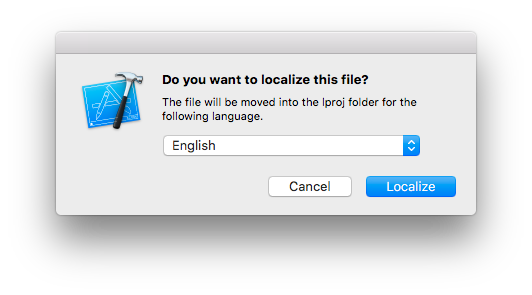 Do you want to localize this file?
The file will be moved into the lproj folder for the
following language.
English
Cancel
Localize